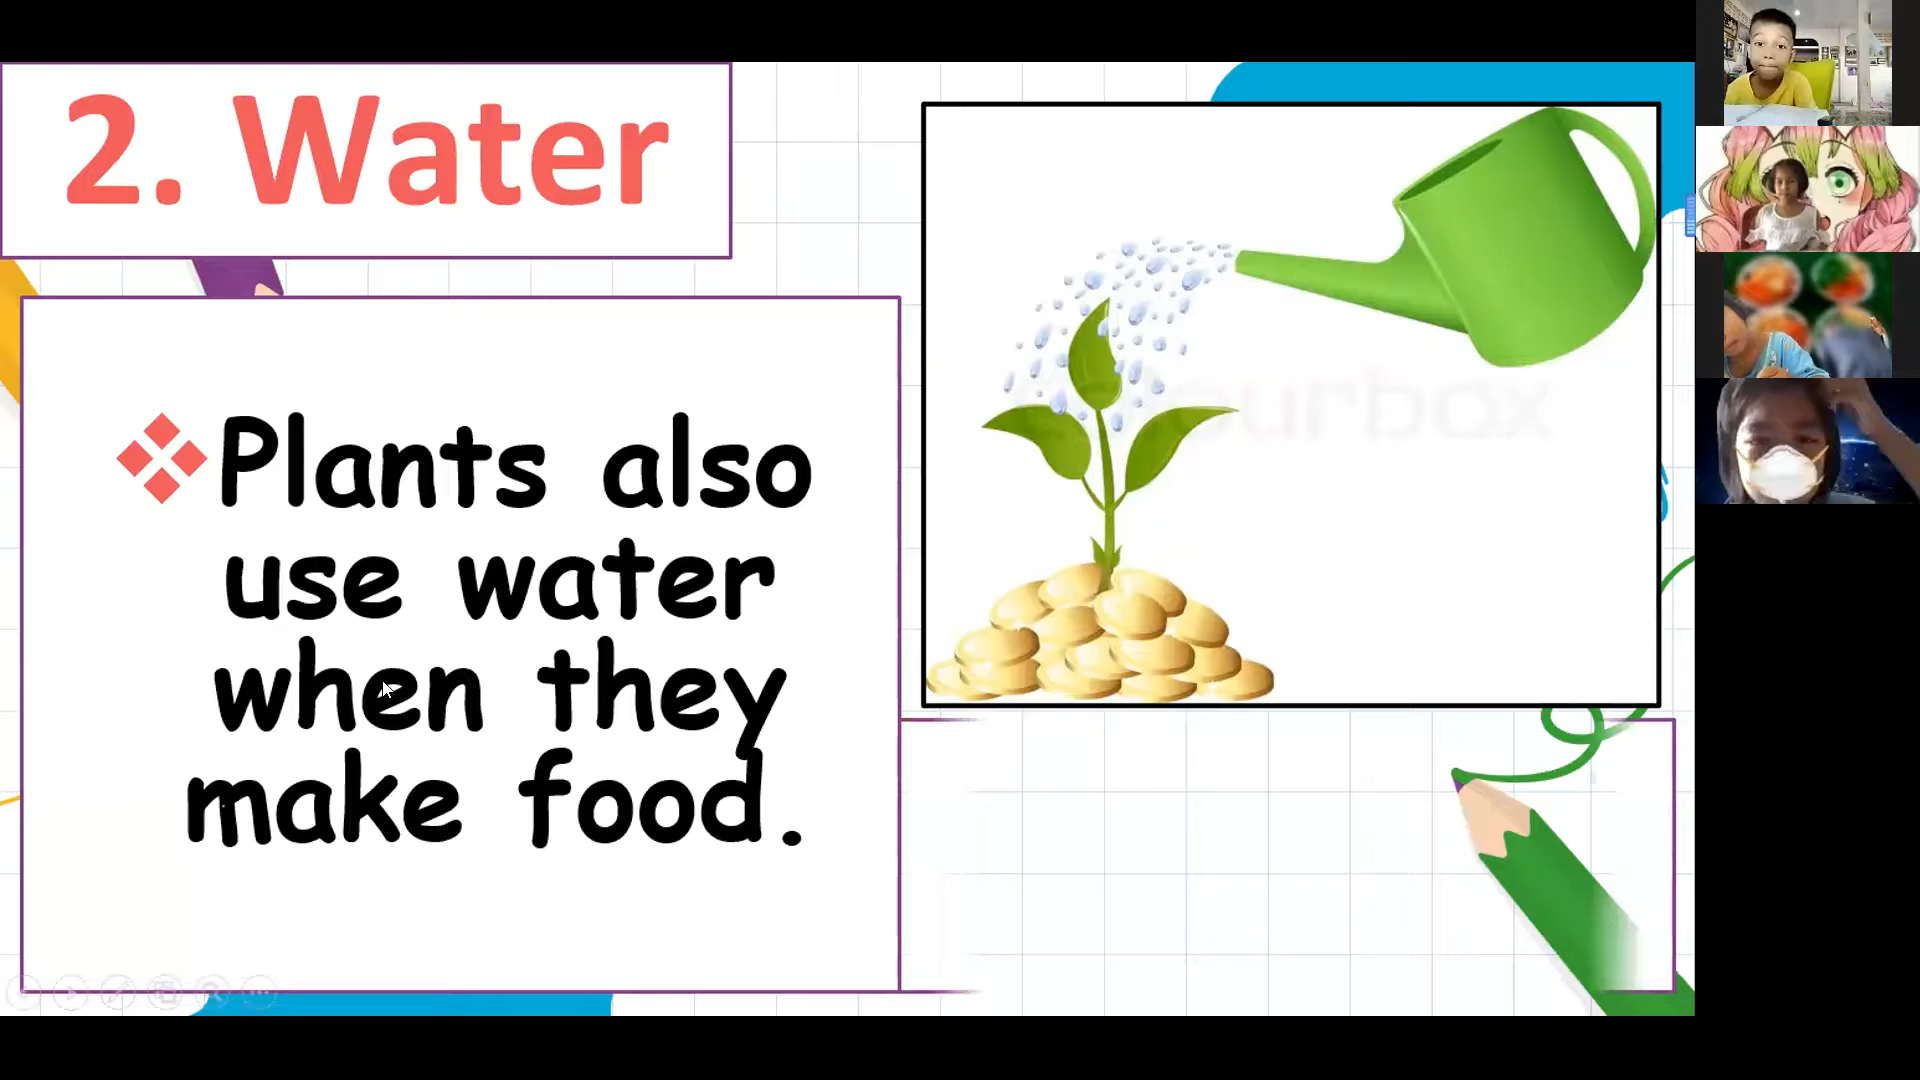 2. Water
Plants also
use water
when they
make food.